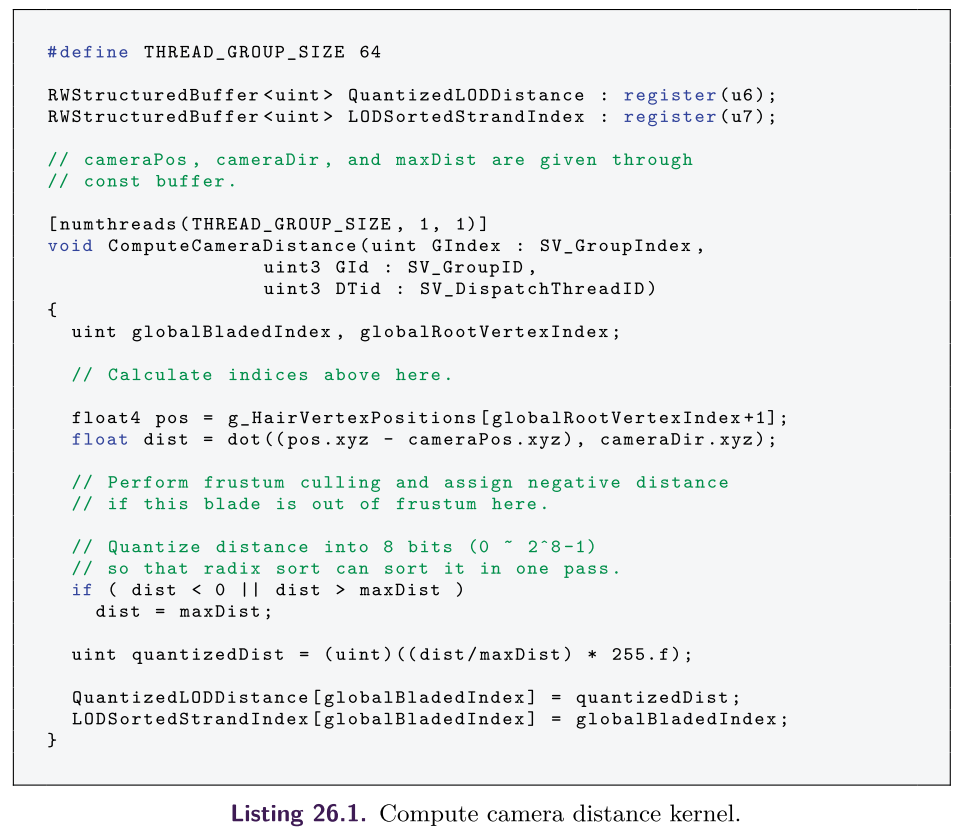 #define THREAD_GROUP_SIZE 64
RWStructuredBuffer<uint> QuantizedLODDistance : register(u6);
RWStructuredBuffer<uint> LODSortedStrandIndex : register(u7);
// cameraPos, cameraDir, and maxDist are given through
// const buffer.
[numthreads(THREAD_GROUP_SIZE, 1, 1)]
void ComputeCameraDistance(uint GIndex : SV_GroupIndex,
uint3 GId : SV_GroupID,
uint3 DTid : SV_DispatchThreadID)
{
uint globalBladedIndex, globalRootVertexIndex;
// Calculate indices above here.
float4 pos = g_HairVertexPositions[globalRootVertexIndex+1];
float dist = dot((pos.xyz - cameraPos.xyz), cameraDir.xyz);
// Perform frustum culling and assign negative distance
// if this blade is out of frustum here.
// Quantize distance into 8 bits (0 ~ 2^8-1)
// so that radix sort can sort it in one pass.
if ( dist < 0 || dist > maxDist )
dist = maxDist;
uint quantizedDist = (uint)((dist/maxDist) * 255.f);
QuantizedLODDistance[globalBladedIndex] = quantizedDist;
LODSortedStrandIndex[globalBladedIndex] = globalBladedIndex;
}
Listing 26.1. Compute camera distance kernel.